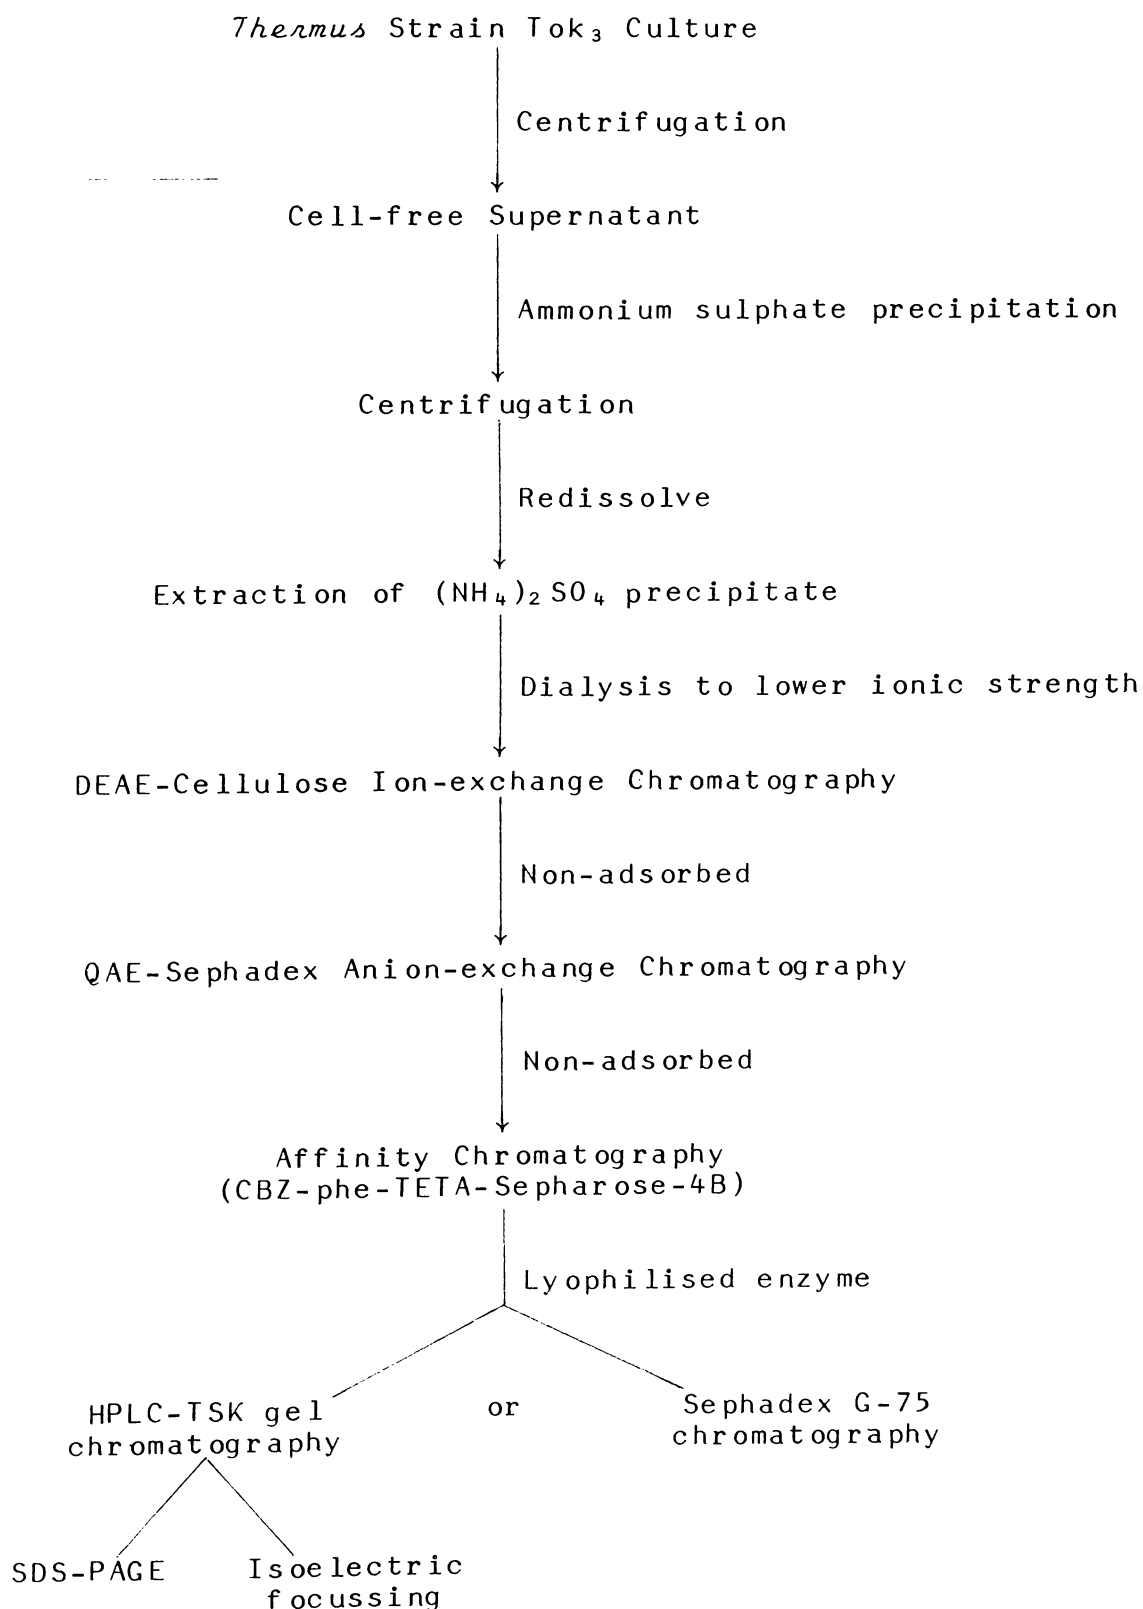 Thermus Strain Tok₃ Culture
Centrifugation
Cell-free Supernatant
Ammonium sulphate precipitation
Centrifugation
Redissolve
Extraction of (NH₄)₂SO₄ precipitate
Dialysis to lower ionic strength
DEAE-Cellulose Ion-exchange Chromatography
Non-adsorbed
QAE-Sephadex Anion-exchange Chromatography
Non-adsorbed
Affinity Chromatography
(CBZ-phe-TETA-Sepharose-4B)
Lyophilised enzyme
HPLC-TSK gel
chromatography
or
Sephadex G-75
chromatography
SDS-PAGE
Isoelectric
focussing